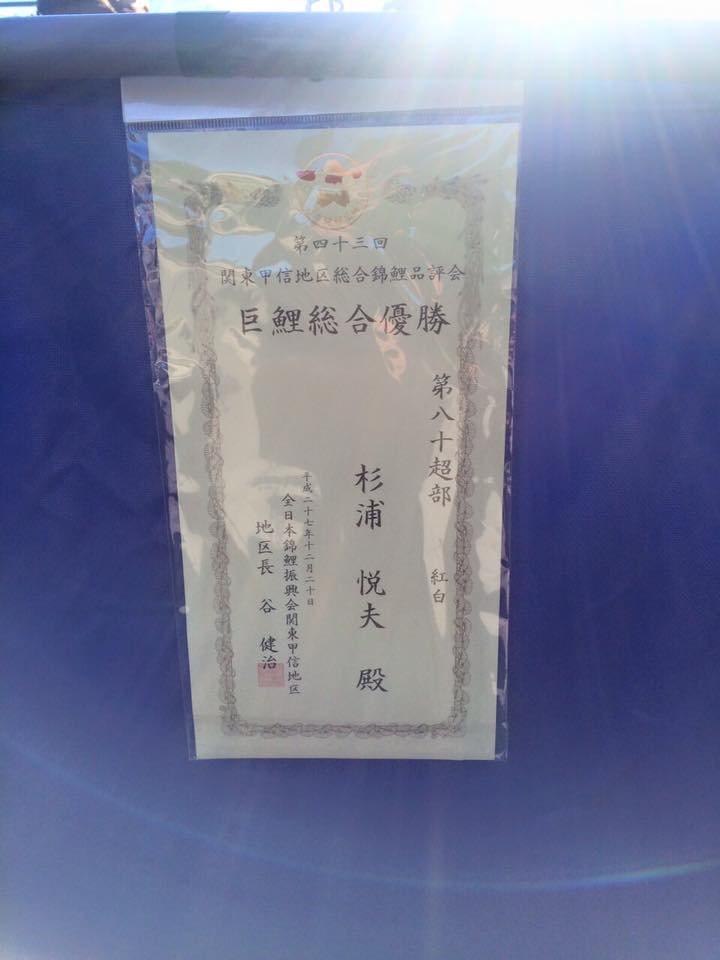 第四十三回
関東甲信地区総合錦鯉品評会
巨鯉総合優勝
第八十超部 紅白
杉浦 悦夫 殿
平成二十七年十二月二十日
全日本錦鯉振興会関東甲信地区
地区長 谷 健治